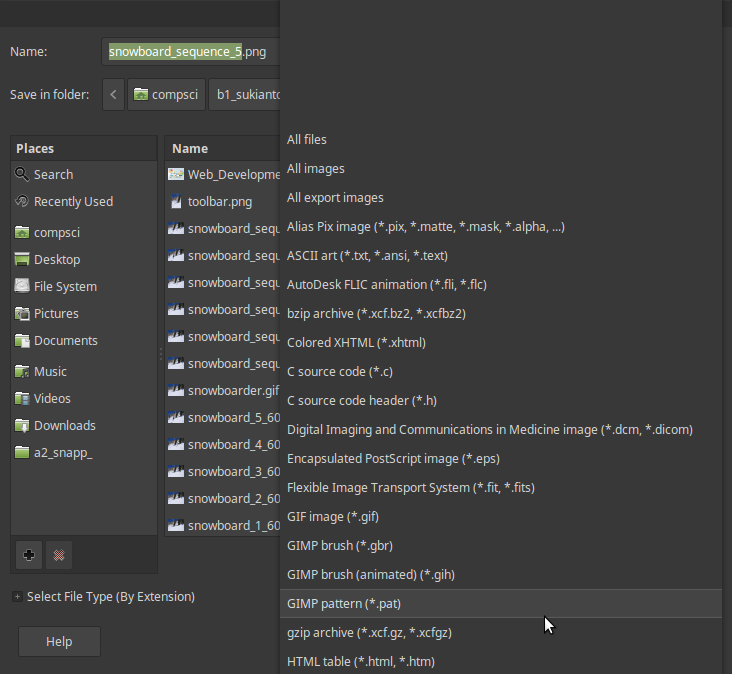 Name:
snowboard_sequence_5.png
Save in folder:
compsci
b1_sukianto
Places
Search
Recently Used
compsci
Desktop
File System
Pictures
Documents
Music
Videos
Downloads
a2_snapp_
Name
Web_Developme
toolbar.png
snowboard_sequ
snowboard_sequ
snowboard_sequ
snowboard_sequ
snowboard_sequ
snowboard_sequ
snowboarder.gif
snowboard_5_60
snowboard_4_60
snowboard_3_60
snowboard_2_60
snowboard_1_60
Select File Type (By Extension)
Help
All files
All images
All export images
Alias Pix image (*.pix, *.matte, *.mask, *.alpha, ...)
ASCII art (*.txt, *.ansi, *.text)
AutoDesk FLIC animation (*.fli, *.flc)
bzip archive (*.xcf.bz2, *.xcfbz2)
Colored XHTML (*.xhtml)
C source code (*.c)
C source code header (*.h)
Digital Imaging and Communications in Medicine image (*.dcm, *.dicom)
Encapsulated PostScript image (*.eps)
Flexible Image Transport System (*.fit, *.fits)
GIF image (*.gif)
GIMP brush (*.gbr)
GIMP brush (animated) (*.gih)
GIMP pattern (*.pat)
gzip archive (*.xcf.gz, *.xcfgz)
HTML table (*.html, *.htm)